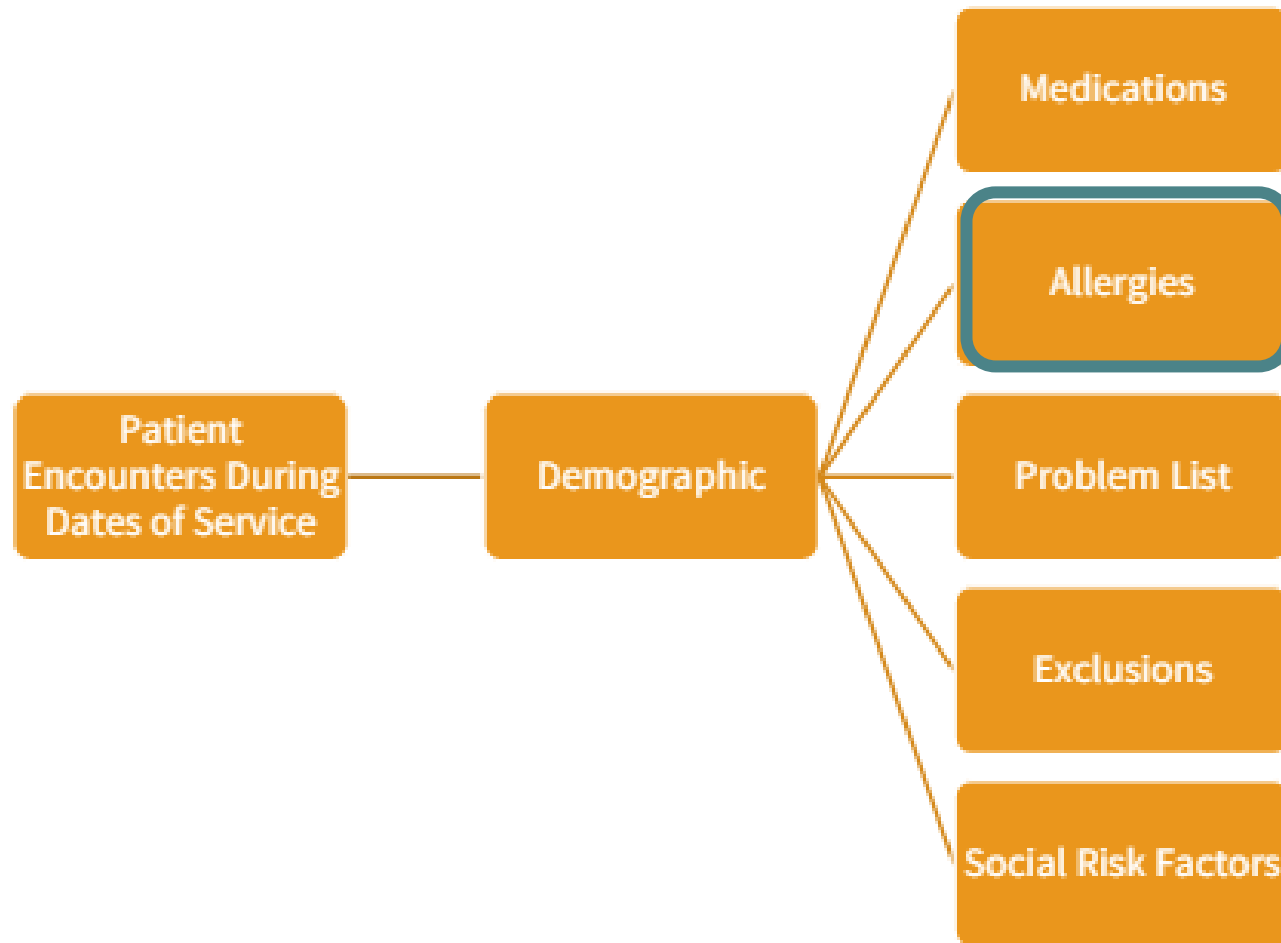 Medications
Allergies
Patient
Encounters During
Dates of Service
Demographic
Problem List
Exclusions
Social Risk Factors